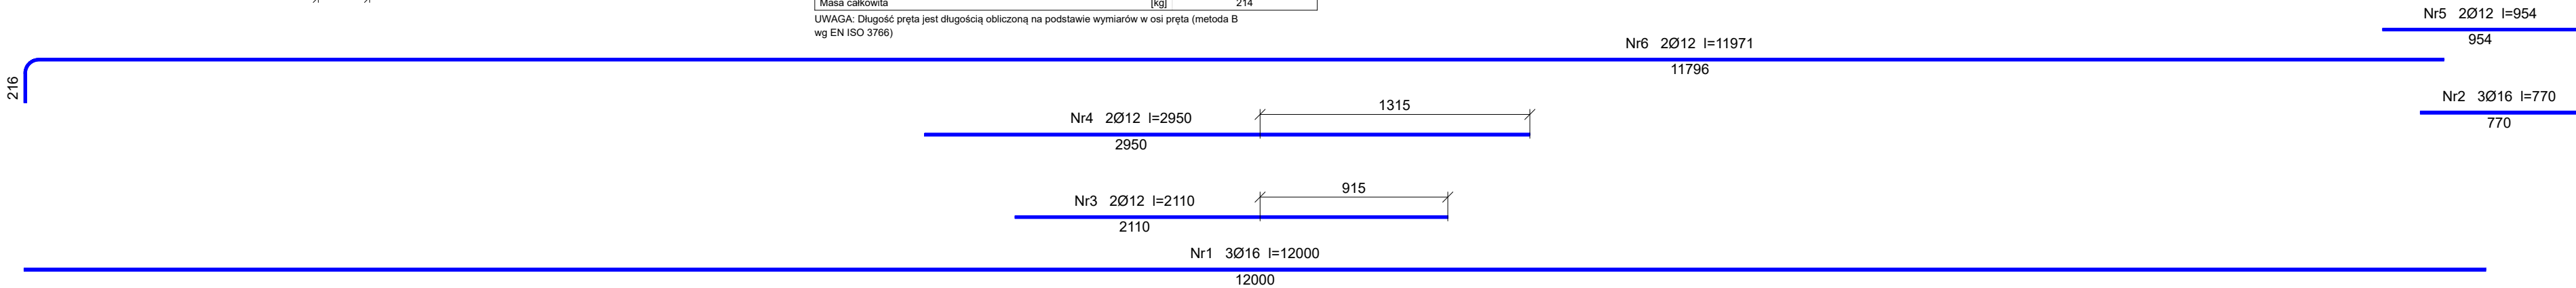 Masa całkowita [kg] 214
UWAGA: Długość pręta jest długością obliczoną na podstawie wymiarów w osi pręta (metoda B
wg EN ISO 3766)
Nr5 2Ø12 l=954
954
Nr6 2Ø12 l=11971
11796
216
Nr2 3Ø16 l=770
770
1315
Nr4 2Ø12 l=2950
2950
915
Nr3 2Ø12 l=2110
2110
Nr1 3Ø16 l=12000
12000